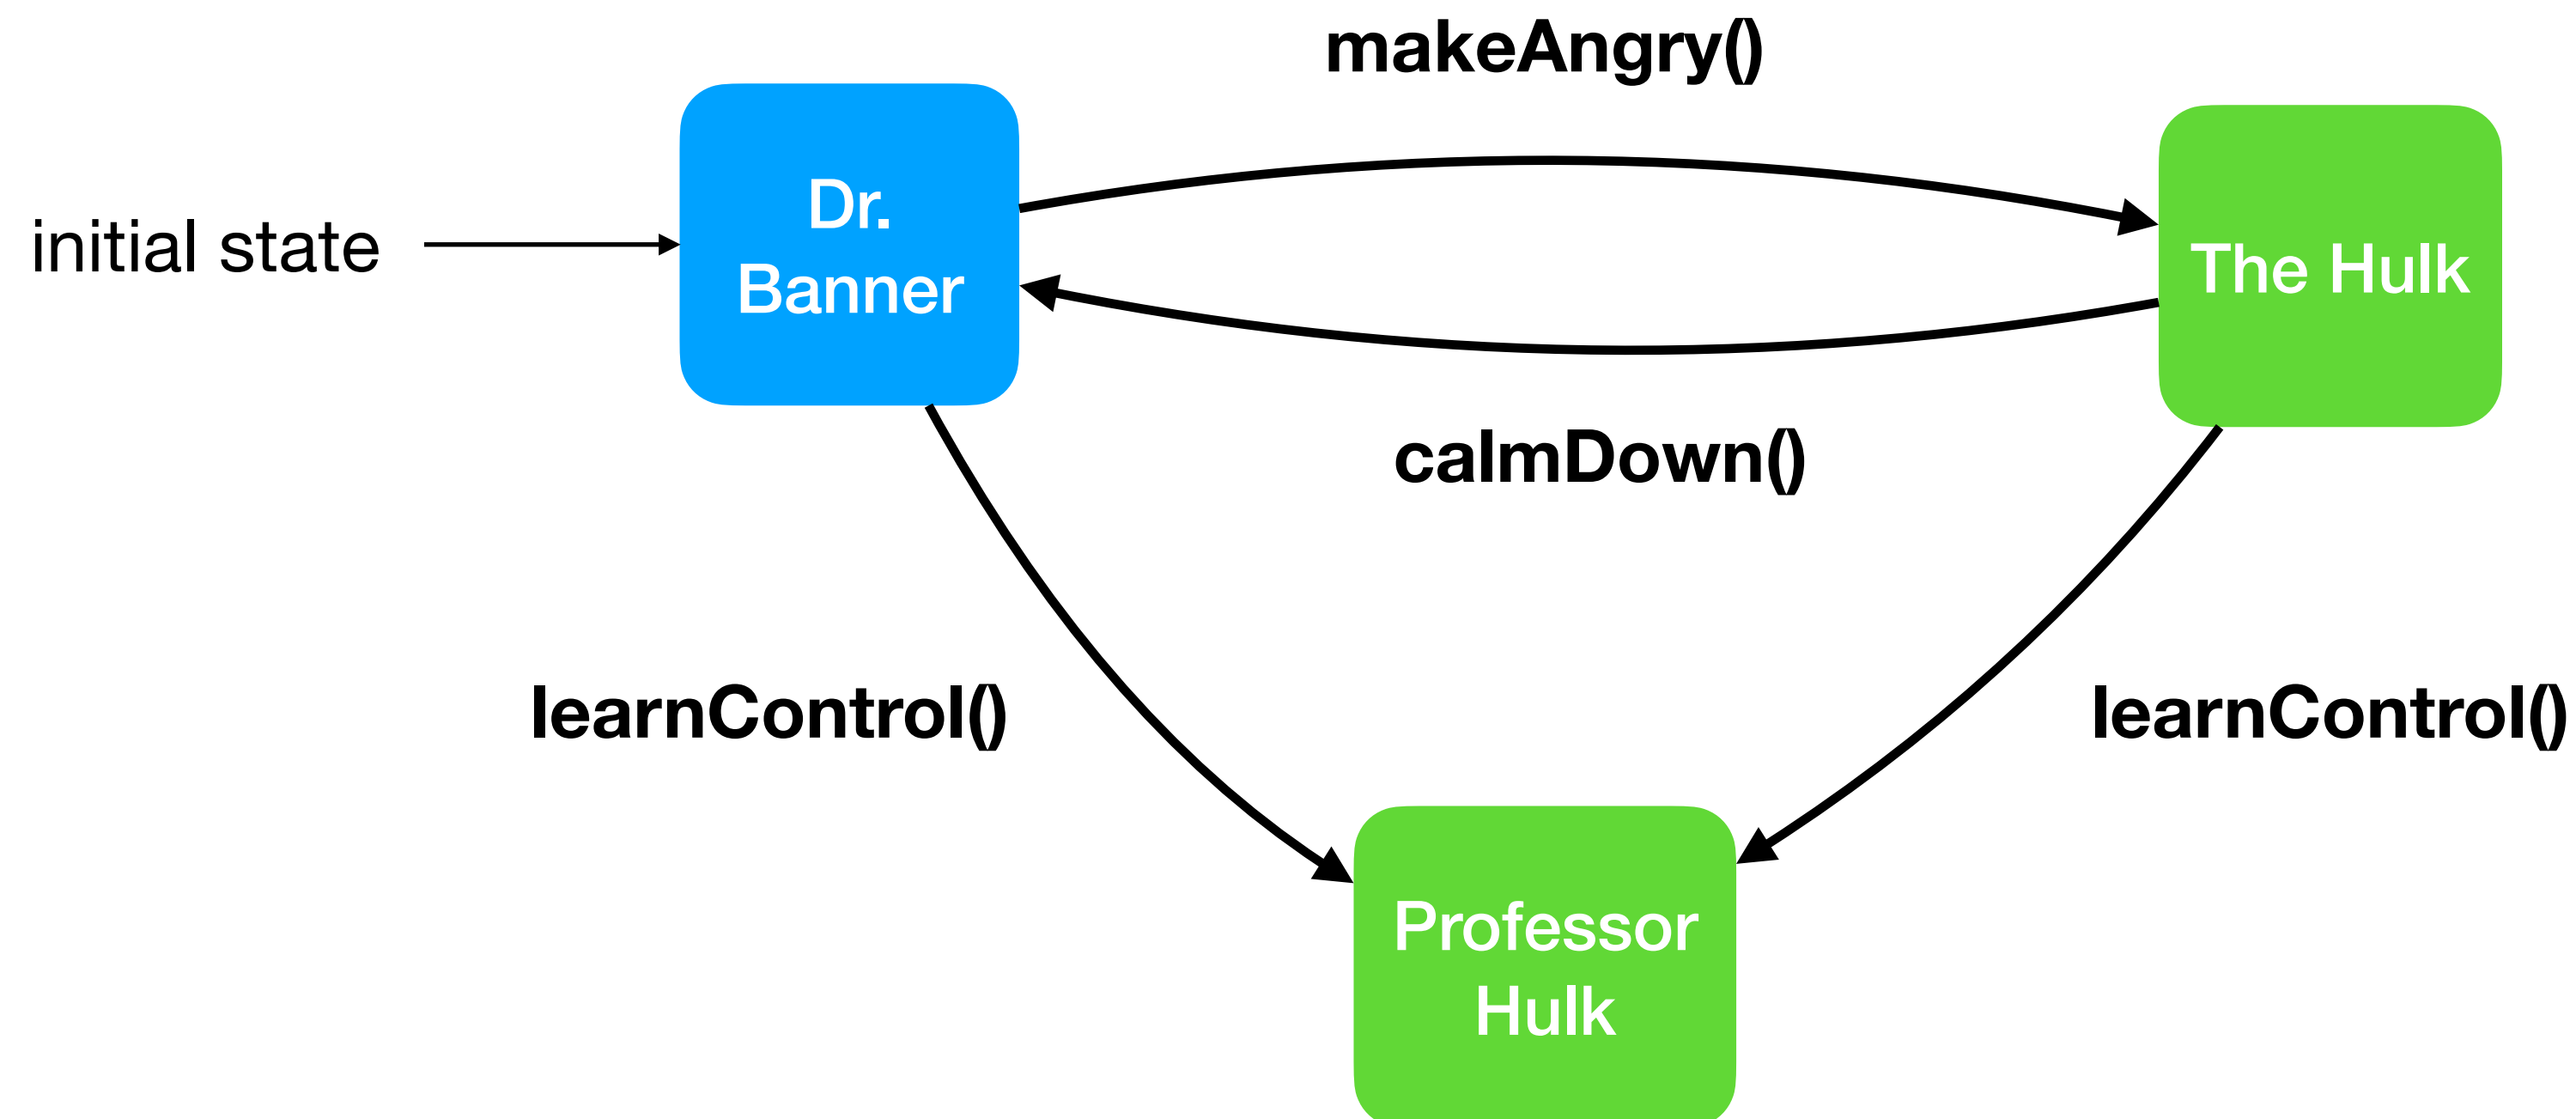 makeAngry()
initial state
Dr.
Banner
The Hulk
calmDown()
learnControl()
learnControl()
Professor
Hulk